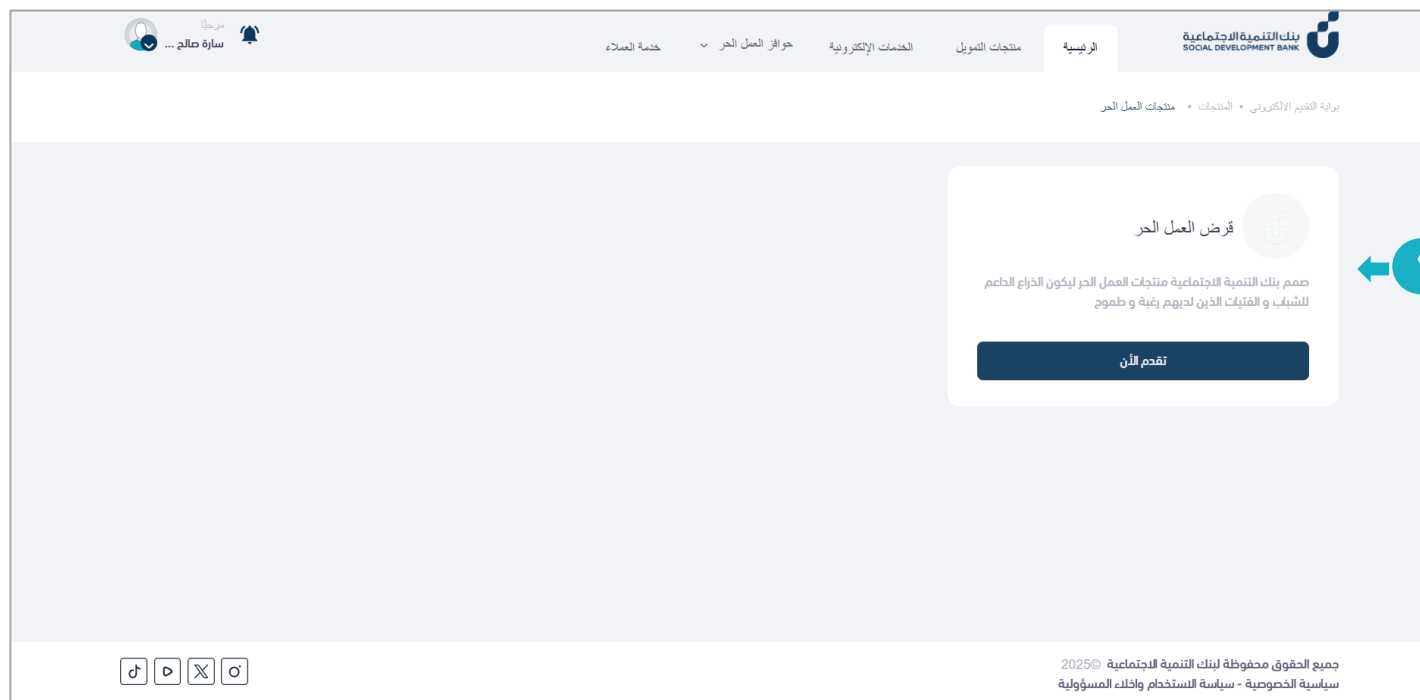 بنك التنمية الاجتماعية
SOCIAL DEVELOPMENT BANK
الرئيسية
منتجات التمويل
الخدمات الإلكترونية
حوافز العمل الحر
خدمة العملاء
مرحبًا
سارة صالح ...
بوابة التقديم الالكتروني • المنتجات • منتجات العمل الحر
قرض العمل الحر
صمم بنك التنمية الاجتماعية منتجات العمل الحر ليكون الذراع الداعم
للشباب و الفتيات الذين لديهم رغبة و طموح
تقدم الأن
جميع الحقوق محفوظة لبنك التنمية الاجتماعية ©2025
سياسية الخصوصية - سياسة الاستخدام واخلاء المسؤولية